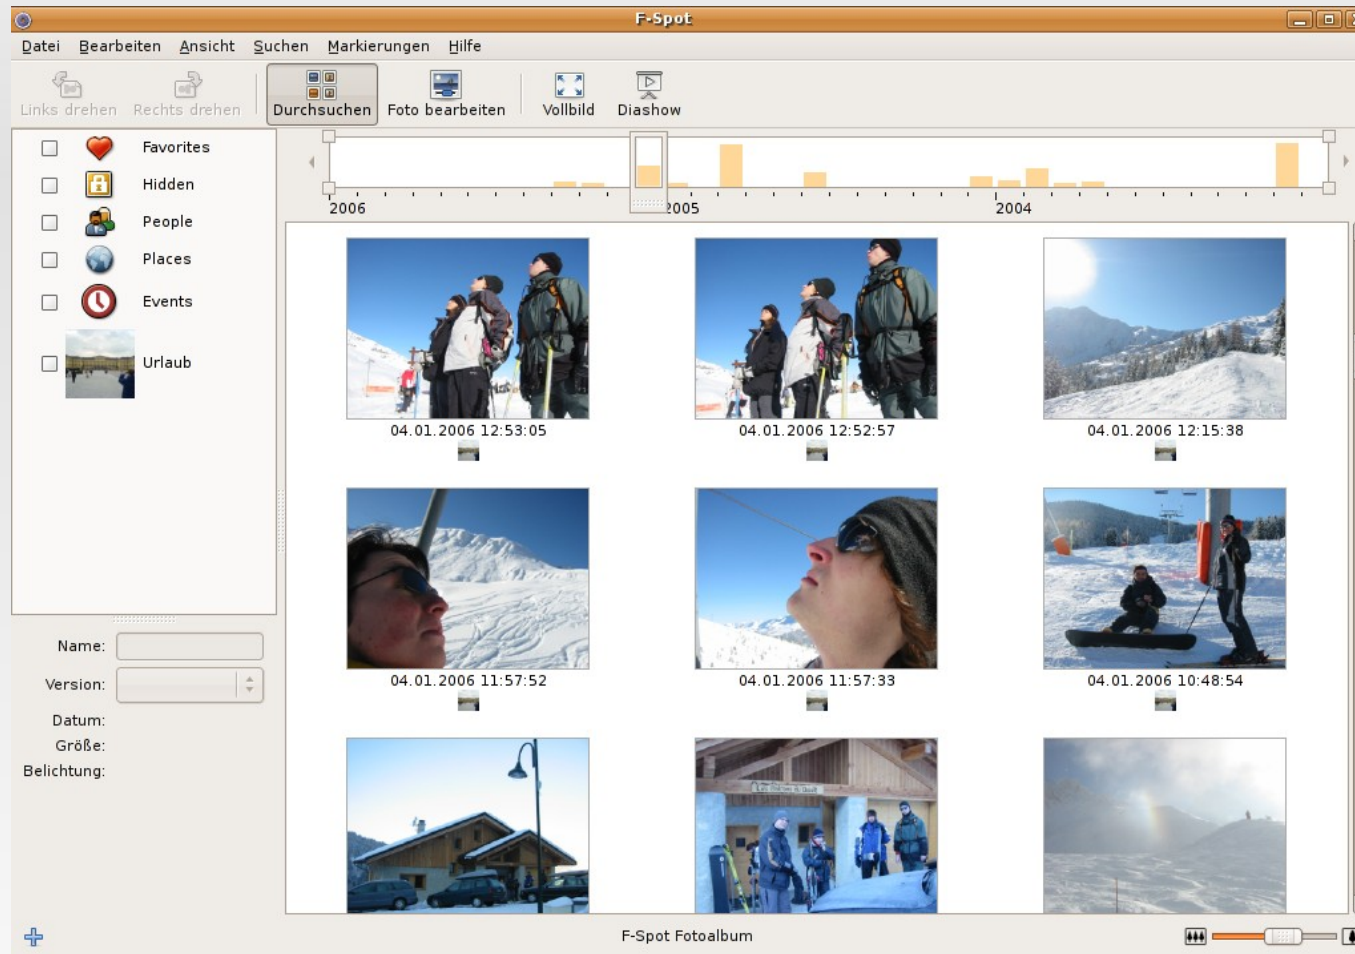 F-Spot
Datei Bearbeiten Ansicht Suchen Markierungen Hilfe
Links drehen Rechts drehen Durchsuchen Foto bearbeiten Vollbild Diashow
Favorites
Hidden
People
Places
Events
Urlaub
2006 2005 2004
04.01.2006 12:53:05 04.01.2006 12:52:57 04.01.2006 12:15:38
04.01.2006 11:57:52 04.01.2006 11:57:33 04.01.2006 10:48:54
Name:
Version:
Datum:
Größe:
Belichtung:
F-Spot Fotoalbum